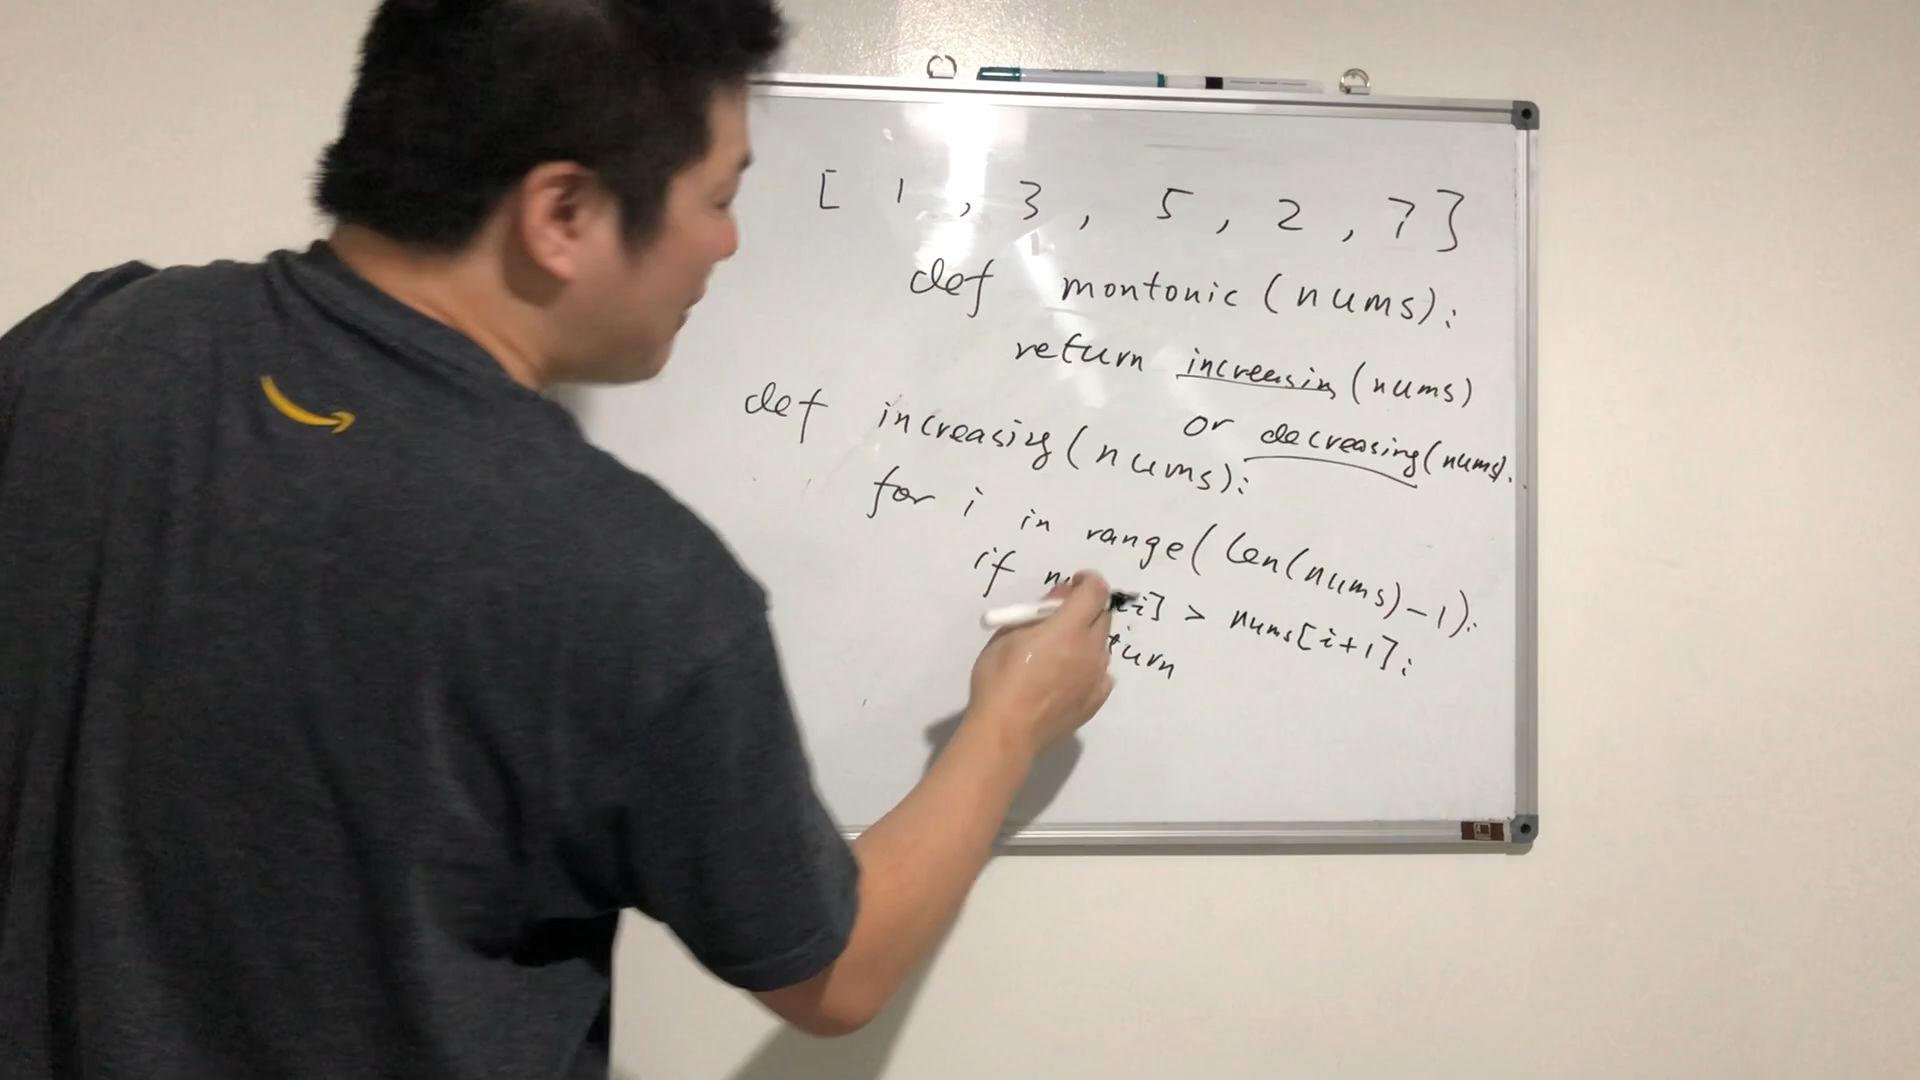 [ 1 , 3 , 5 , 2 , 7 ]
def montonic (nums):
return increasing (nums)
or decreasing (nums).
def increasing (nums):
for i in range (len(nums) - 1):
if [i] > nums[i+1]: